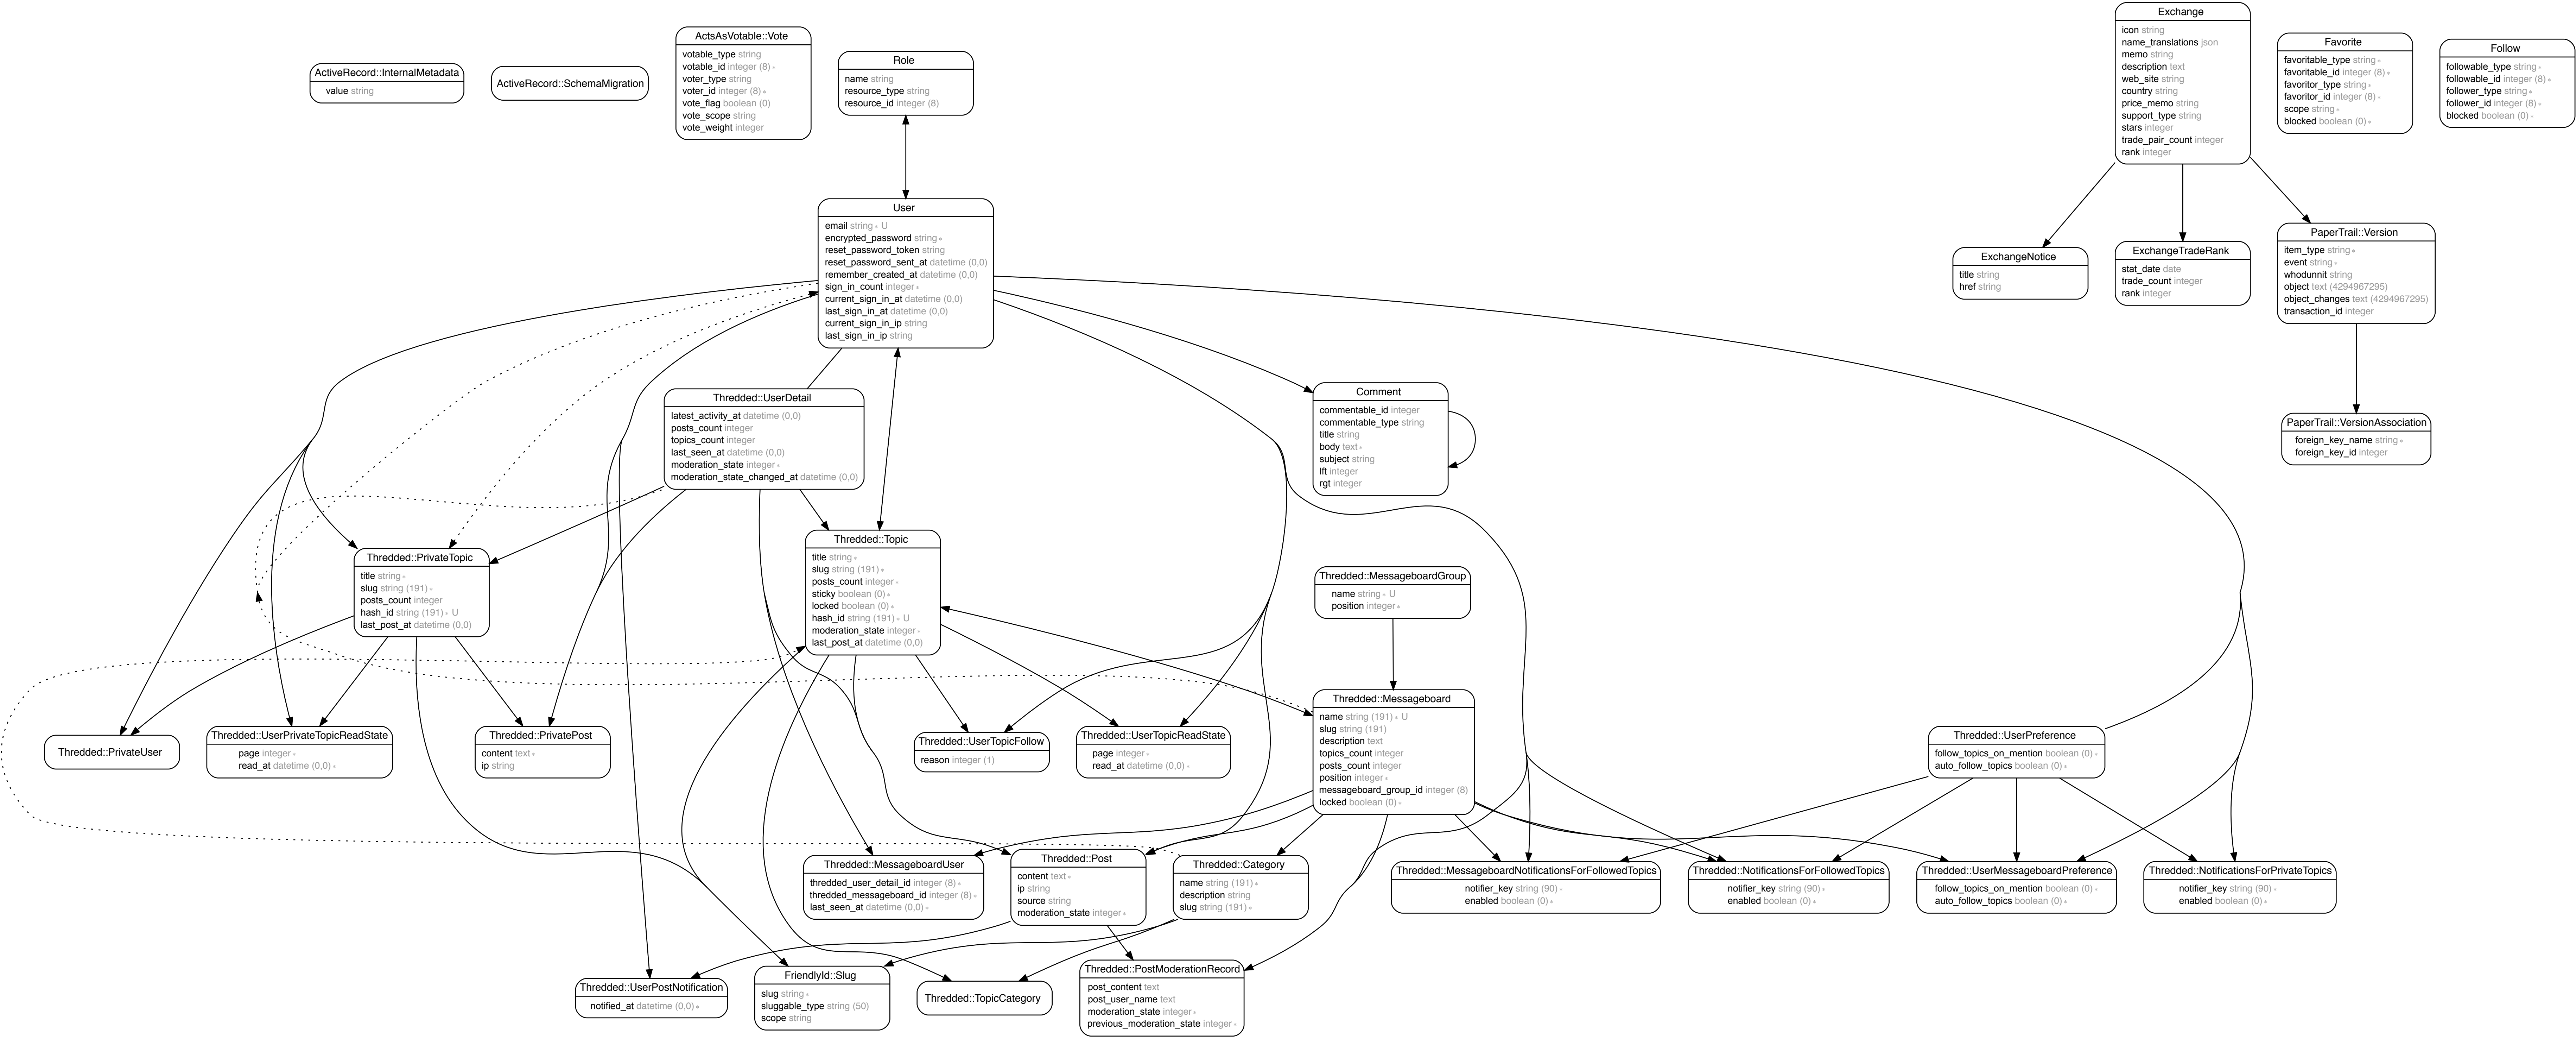 ActiveRecord::InternalMetadata
value string
ActiveRecord::SchemaMigration
ActsAsVotable::Vote
votable_type string
votable_id integer (8) ∗
voter_type string
voter_id integer (8) ∗
vote_flag boolean (0)
vote_scope string
vote_weight integer
Role
name string
resource_type string
resource_id integer (8)
Exchange
icon string
name_translations json
memo string
description text
web_site string
country string
price_memo string
support_type string
stars integer
trade_pair_count integer
rank integer
Favorite
favoritable_type string ∗
favoritable_id integer (8) ∗
favoritor_type string ∗
favoritor_id integer (8) ∗
scope string ∗
blocked boolean (0) ∗
Follow
followable_type string ∗
followable_id integer (8) ∗
follower_type string ∗
follower_id integer (8) ∗
blocked boolean (0) ∗
User
email string ∗ U
encrypted_password string ∗
reset_password_token string
reset_password_sent_at datetime (0,0)
remember_created_at datetime (0,0)
sign_in_count integer ∗
current_sign_in_at datetime (0,0)
last_sign_in_at datetime (0,0)
current_sign_in_ip string
last_sign_in_ip string
ExchangeNotice
title string
href string
ExchangeTradeRank
stat_date date
trade_count integer
rank integer
PaperTrail::Version
item_type string ∗
event string ∗
whodunnit string
object text (4294967295)
object_changes text (4294967295)
transaction_id integer
Thredded::UserDetail
latest_activity_at datetime (0,0)
posts_count integer
topics_count integer
last_seen_at datetime (0,0)
moderation_state integer ∗
moderation_state_changed_at datetime (0,0)
Comment
commentable_id integer
commentable_type string
title string
body text ∗
subject string
lft integer
rgt integer
PaperTrail::VersionAssociation
foreign_key_name string ∗
foreign_key_id integer
Thredded::PrivateTopic
title string ∗
slug string (191) ∗
posts_count integer
hash_id string (191) ∗ U
last_post_at datetime (0,0)
Thredded::Topic
title string ∗
slug string (191) ∗
posts_count integer ∗
sticky boolean (0) ∗
locked boolean (0) ∗
hash_id string (191) ∗ U
moderation_state integer ∗
last_post_at datetime (0,0)
Thredded::MessageboardGroup
name string ∗ U
position integer ∗
Thredded::PrivateUser
Thredded::UserPrivateTopicReadState
page integer ∗
read_at datetime (0,0) ∗
Thredded::PrivatePost
content text ∗
ip string
Thredded::UserTopicFollow
reason integer (1)
Thredded::UserTopicReadState
page integer ∗
read_at datetime (0,0) ∗
Thredded::Messageboard
name string (191) ∗ U
slug string (191)
description text
topics_count integer
posts_count integer
position integer ∗
messageboard_group_id integer (8)
locked boolean (0) ∗
Thredded::UserPreference
follow_topics_on_mention boolean (0) ∗
auto_follow_topics boolean (0) ∗
Thredded::MessageboardUser
thredded_user_detail_id integer (8) ∗
thredded_messageboard_id integer (8) ∗
last_seen_at datetime (0,0) ∗
Thredded::Post
content text ∗
ip string
source string
moderation_state integer ∗
Thredded::Category
name string (191) ∗
description string
slug string (191) ∗
Thredded::MessageboardNotificationsForFollowedTopics
notifier_key string (90) ∗
enabled boolean (0) ∗
Thredded::NotificationsForFollowedTopics
notifier_key string (90) ∗
enabled boolean (0) ∗
Thredded::UserMessageboardPreference
follow_topics_on_mention boolean (0) ∗
auto_follow_topics boolean (0) ∗
Thredded::NotificationsForPrivateTopics
notifier_key string (90) ∗
enabled boolean (0) ∗
Thredded::UserPostNotification
notified_at datetime (0,0) ∗
FriendlyId::Slug
slug string ∗
sluggable_type string (50)
scope string
Thredded::TopicCategory
Thredded::PostModerationRecord
post_content text
post_user_name text
moderation_state integer ∗
previous_moderation_state integer ∗